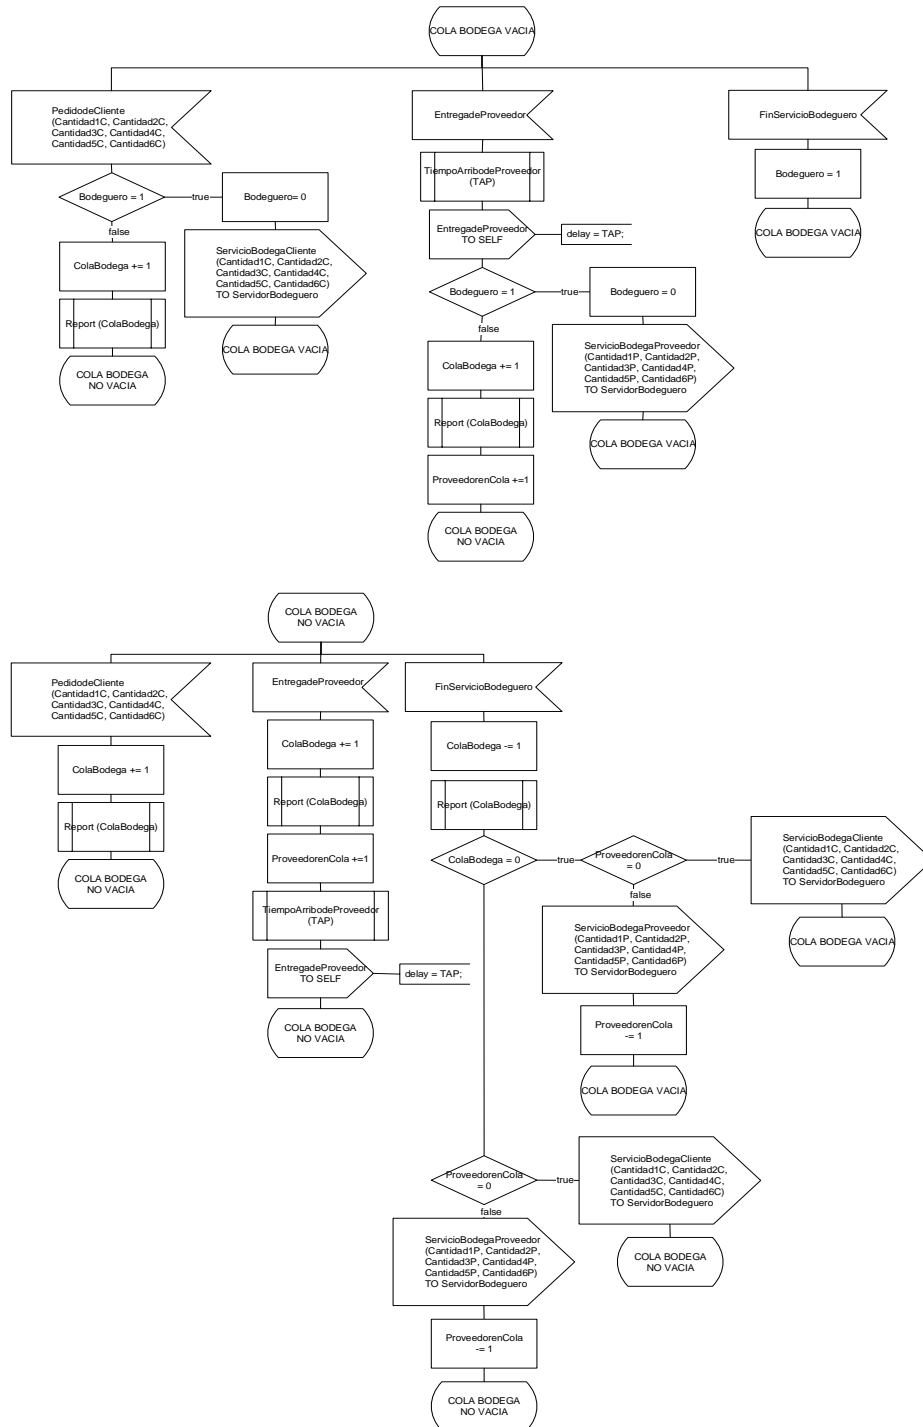 COLA BODEGA VACIA
PedidodeCliente
(Cantidad1C, Cantidad2C,
Cantidad3C, Cantidad4C,
Cantidad5C, Cantidad6C)
Bodeguero = 1
true
Bodeguero= 0
false
ServicioBodegaCliente
(Cantidad1C, Cantidad2C,
Cantidad3C, Cantidad4C,
Cantidad5C, Cantidad6C)
TO ServidorBodeguero
COLA BODEGA VACIA
ColaBodega += 1
Report (ColaBodega)
COLA BODEGA
NO VACIA
EntregadeProveedor
TiempoArribodeProveedor
(TAP)
EntregadeProveedor
TO SELF
delay = TAP;
Bodeguero = 1
true
Bodeguero = 0
false
ServicioBodegaProveedor
(Cantidad1P, Cantidad2P,
Cantidad3P, Cantidad4P,
Cantidad5P, Cantidad6P)
TO ServidorBodeguero
COLA BODEGA VACIA
ColaBodega += 1
Report (ColaBodega)
ProveedorenCola +=1
COLA BODEGA
NO VACIA
FinServicioBodeguero
Bodeguero = 1
COLA BODEGA VACIA
COLA BODEGA
NO VACIA
PedidodeCliente
(Cantidad1C, Cantidad2C,
Cantidad3C, Cantidad4C,
Cantidad5C, Cantidad6C)
ColaBodega += 1
Report (ColaBodega)
COLA BODEGA
NO VACIA
EntregadeProveedor
ColaBodega += 1
Report (ColaBodega)
ProveedorenCola +=1
TiempoArribodeProveedor
(TAP)
EntregadeProveedor
TO SELF
delay = TAP;
COLA BODEGA
NO VACIA
FinServicioBodeguero
ColaBodega -= 1
Report (ColaBodega)
ColaBodega = 0
true
ProveedorenCola
= 0
true
ServicioBodegaCliente
(Cantidad1C, Cantidad2C,
Cantidad3C, Cantidad4C,
Cantidad5C, Cantidad6C)
TO ServidorBodeguero
COLA BODEGA VACIA
false
ServicioBodegaProveedor
(Cantidad1P, Cantidad2P,
Cantidad3P, Cantidad4P,
Cantidad5P, Cantidad6P)
TO ServidorBodeguero
ProveedorenCola
-= 1
COLA BODEGA VACIA
ProveedorenCola
= 0
true
ServicioBodegaCliente
(Cantidad1C, Cantidad2C,
Cantidad3C, Cantidad4C,
Cantidad5C, Cantidad6C)
TO ServidorBodeguero
COLA BODEGA
NO VACIA
false
ServicioBodegaProveedor
(Cantidad1P, Cantidad2P,
Cantidad3P, Cantidad4P,
Cantidad5P, Cantidad6P)
TO ServidorBodeguero
ProveedorenCola
-= 1
COLA BODEGA
NO VACIA